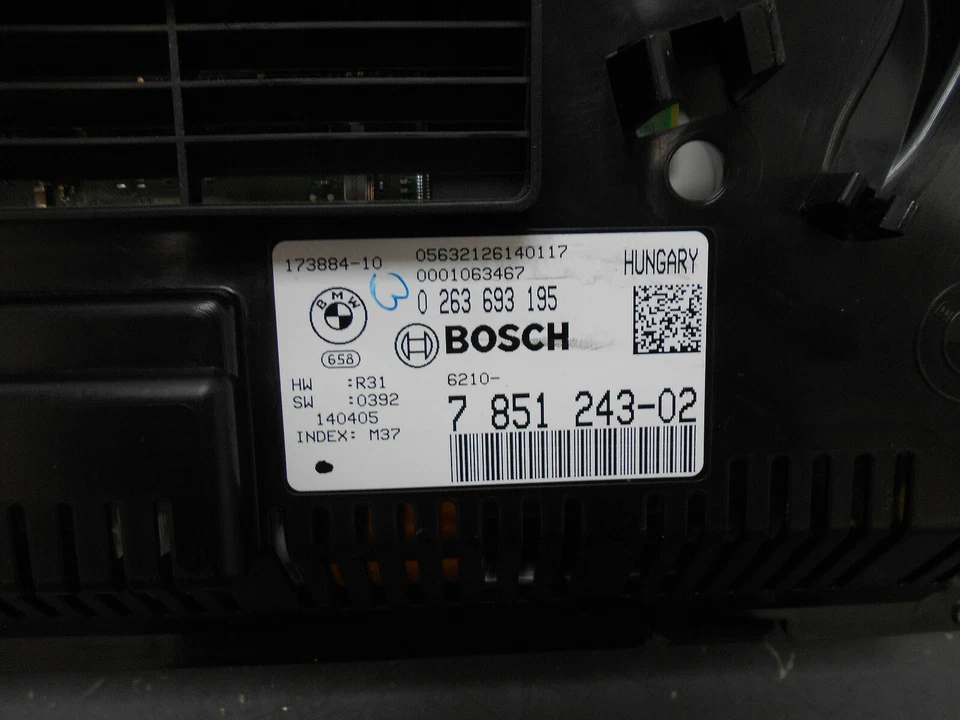 173884-10
05632126140117
0001063467
HUNGARY
0 263 693 195
BMW
658
BOSCH
HW :R31
SW :0392
140405
INDEX: M37
6210-
7 851 243-02